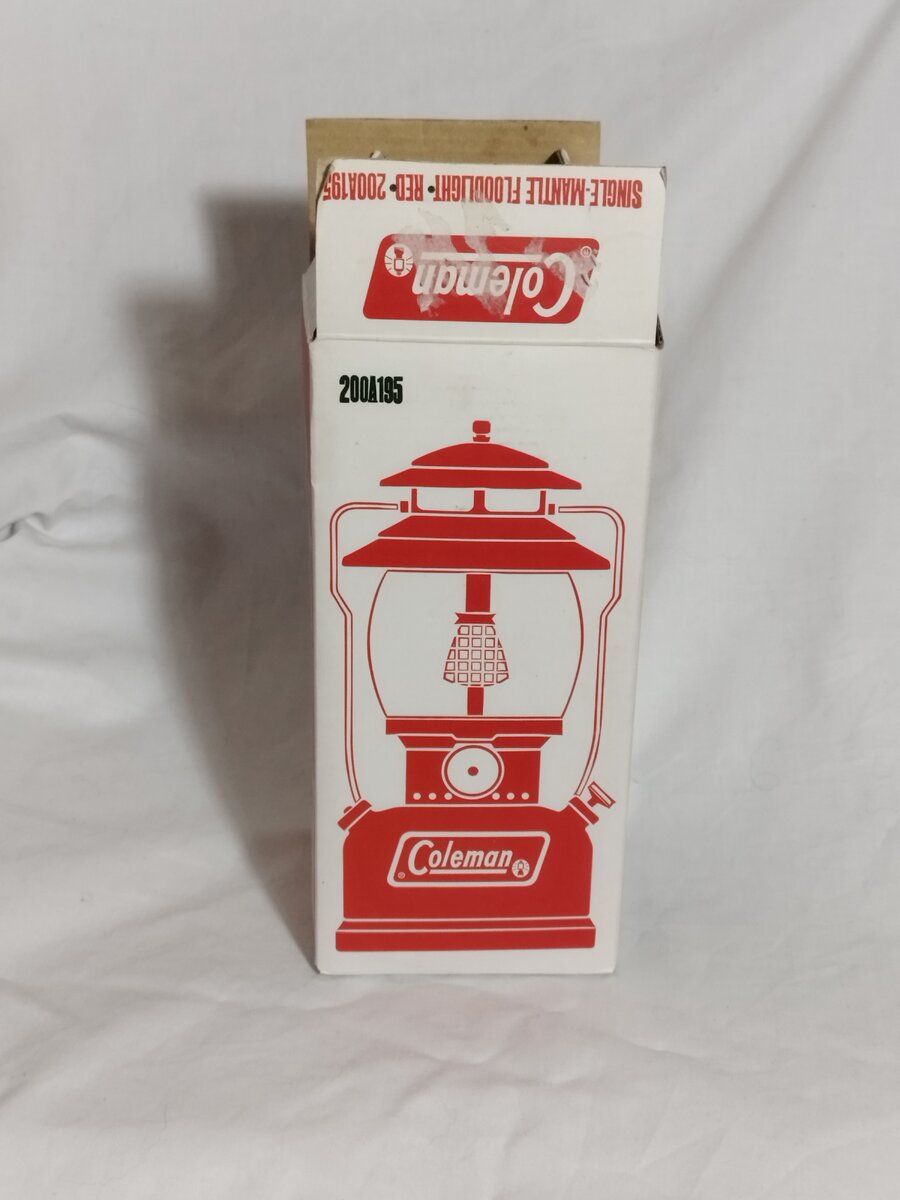 SINGLE-MANTLE FLOODLIGHT • RED • 200A195
Coleman ®
200A195
® Coleman